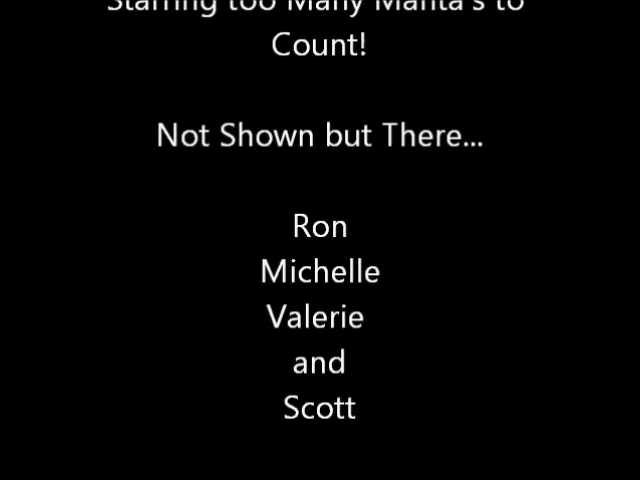 Starring too Many Manta's to
Count!
Not Shown but There...
Ron
Michelle
Valerie
and
Scott